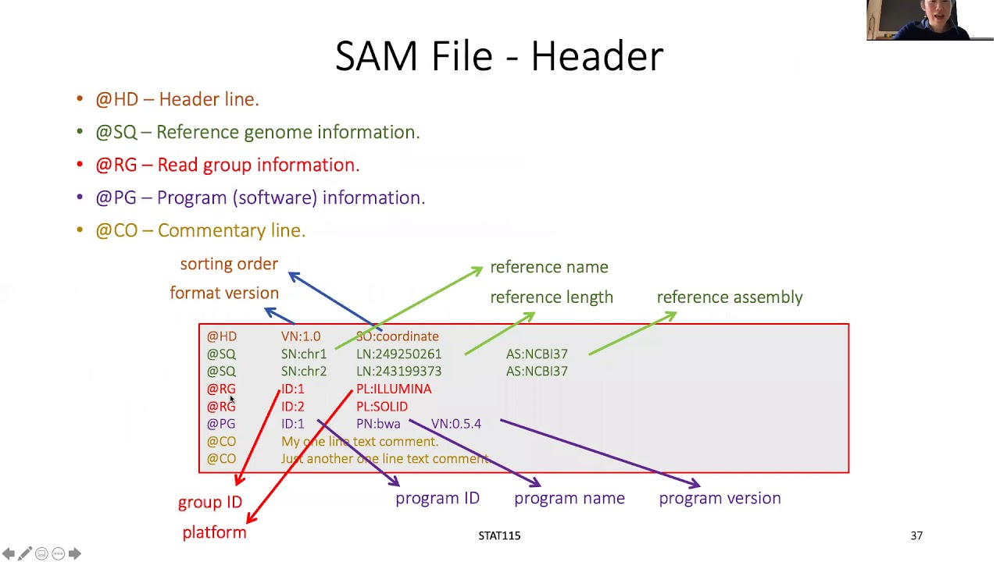 SAM File - Header
• @HD – Header line.
• @SQ – Reference genome information.
• @RG – Read group information.
• @PG – Program (software) information.
• @CO – Commentary line.
sorting order
reference name
format version
reference length
reference assembly
@HD VN:1.0 SO:coordinate
@SQ SN:chr1 LN:249250261 AS:NCBI37
@SQ SN:chr2 LN:243199373 AS:NCBI37
@RG ID:1 PL:ILLUMINA
@RG ID:2 PL:SOLID
@PG ID:1 PN:bwa VN:0.5.4
@CO My one line text comment.
@CO Just another one line text comment.
group ID
program ID
program name
program version
platform
STAT115
37